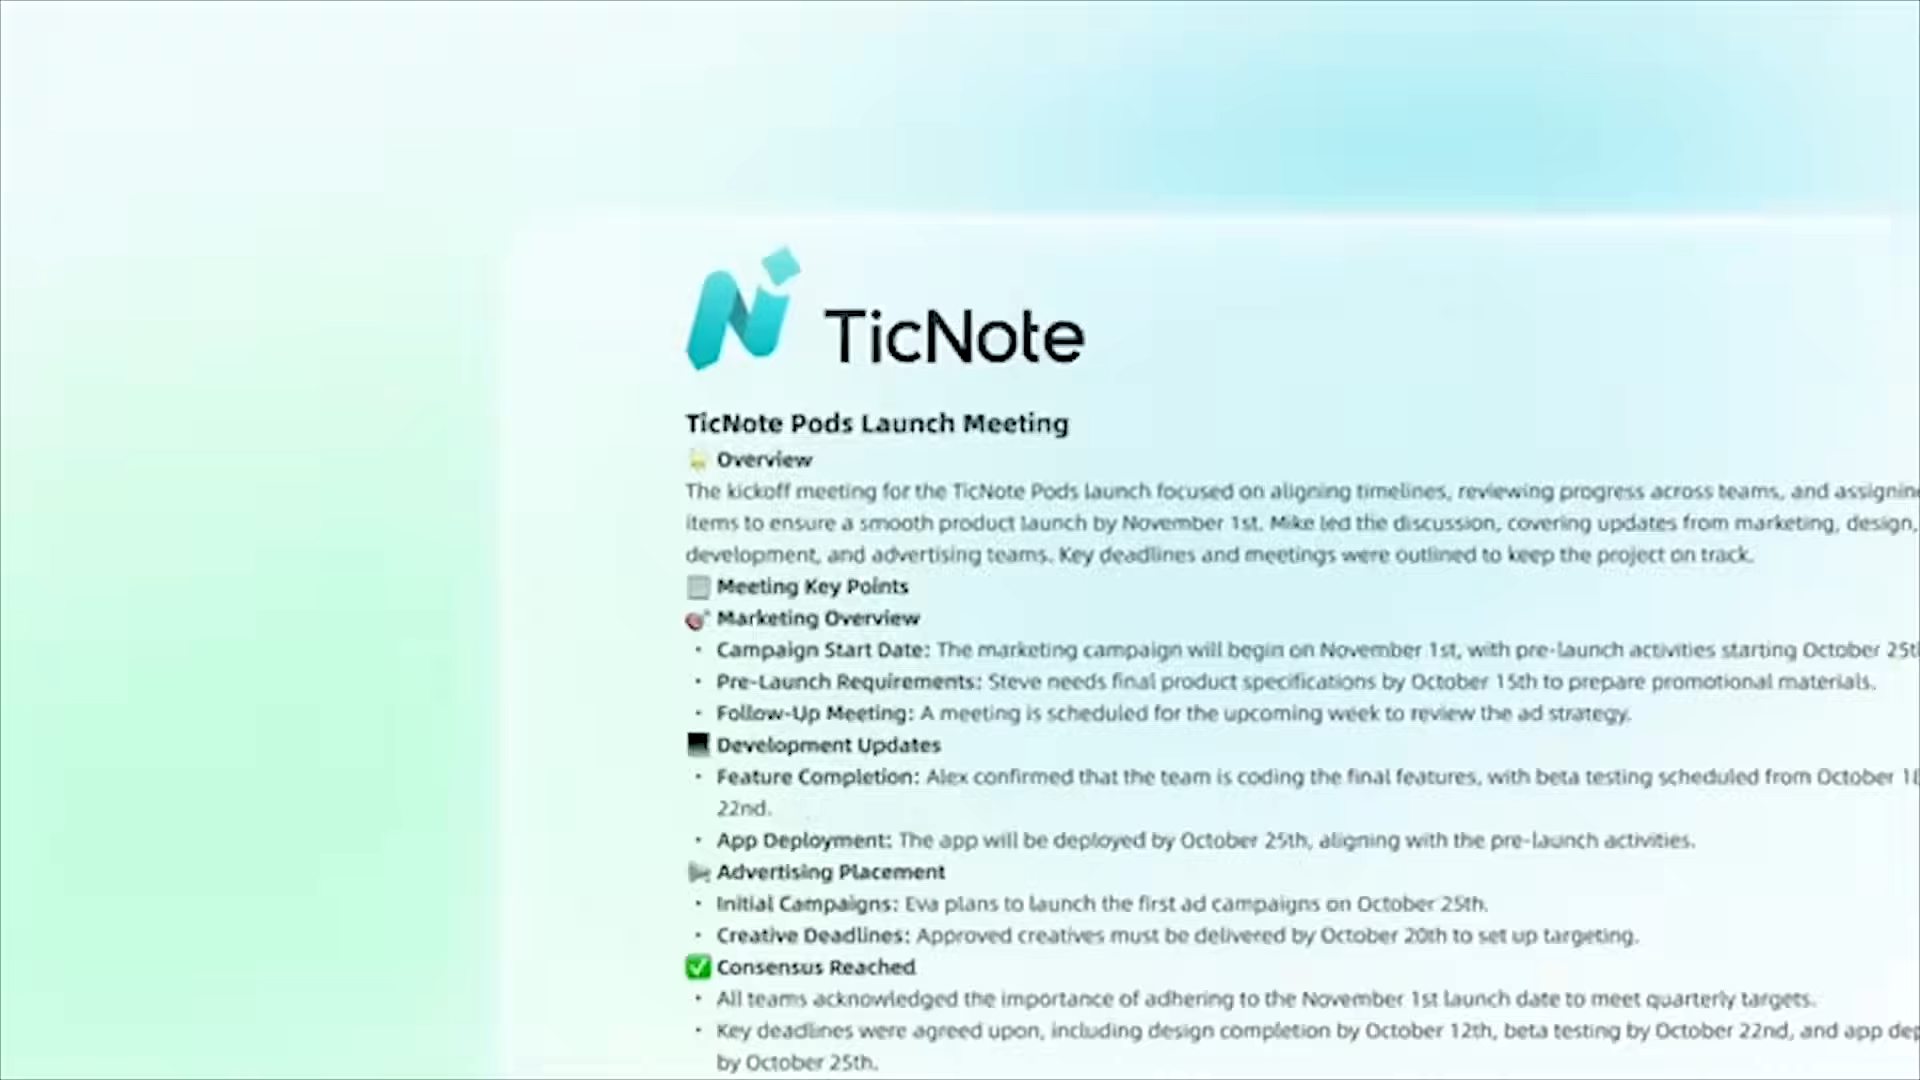 TicNote
TicNote Pods Launch Meeting
Overview
The kickoff meeting for the TicNote Pods launch focused on aligning timelines, reviewing progress across teams, and
items to ensure a smooth product launch by November 1st. Mike led the discussion, covering updates from marketing, design,
development, and advertising teams. Key deadlines and meetings were outlined to keep the project on track.
Meeting Key Points
Marketing Overview
• Campaign Start Date: The marketing campaign will begin on November 1st, with pre-launch activities starting October
• Pre-Launch Requirements: Steve needs final product specifications by October 15th to prepare promotional materials.
• Follow-Up Meeting: A meeting is scheduled for the upcoming week to review the ad strategy.
Development Updates
• Feature Completion: Alex confirmed that the team is coding the final features, with beta testing scheduled from October
22nd.
• App Deployment: The app will be deployed by October 25th, aligning with the pre-launch activities.
Advertising Placement
• Initial Campaigns: Eva plans to launch the first ad campaigns on October 25th.
• Creative Deadlines: Approved creatives must be delivered by October 20th to set up targeting.
Consensus Reached
• All teams acknowledged the importance of adhering to the November 1st launch date to meet quarterly targets.
• Key deadlines were agreed upon, including design completion by October 12th, beta testing by October 22nd, and app
by October 25th.